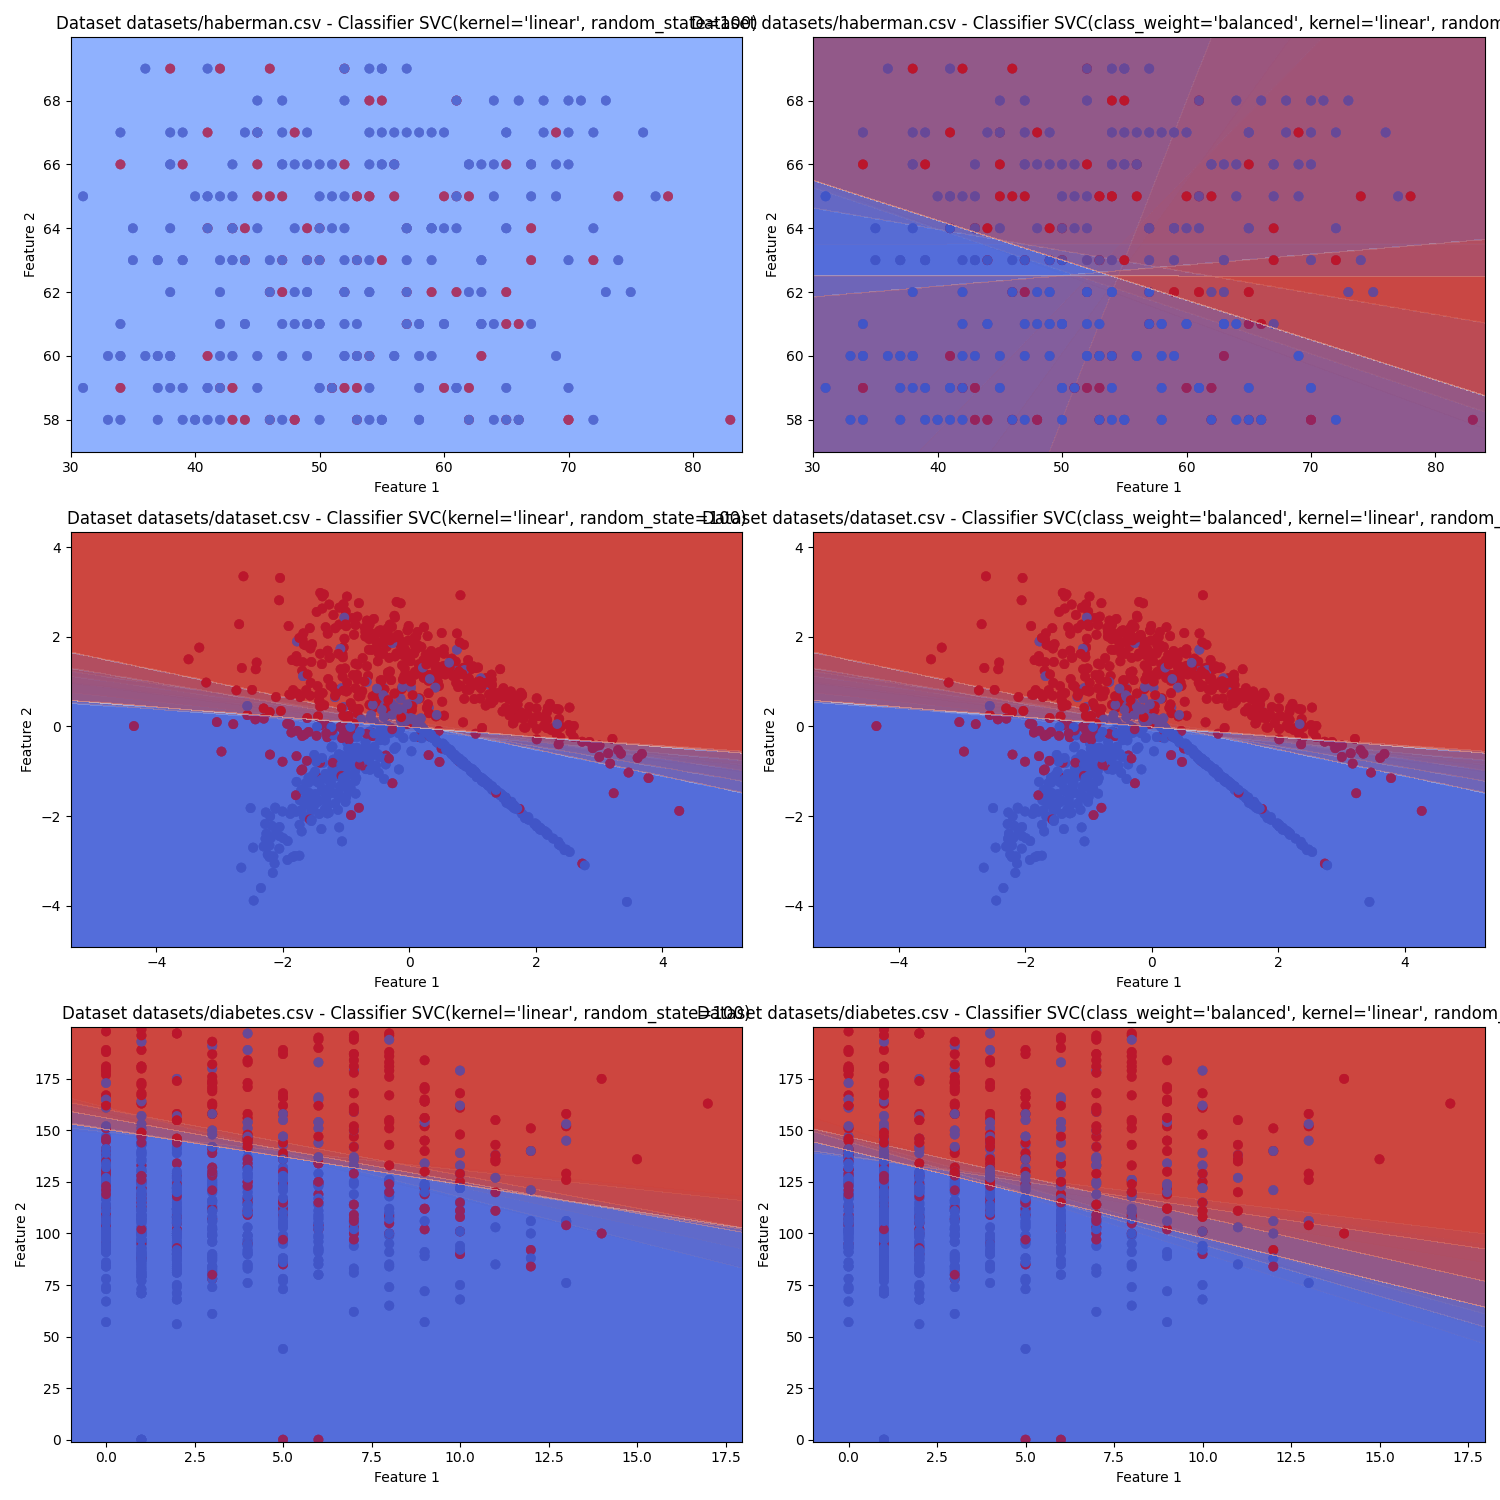 Dataset datasets/haberman.csv - Classifier SVC(kernel='linear', random_state=100)
Dataset datasets/haberman.csv - Classifier SVC(class_weight='balanced', kernel='linear', random
68
66
64
62
60
58
Feature 2
30 40 50 60 70 80
Feature 1
68
66
64
62
60
58
Feature 2
30 40 50 60 70 80
Feature 1
Dataset datasets/dataset.csv - Classifier SVC(kernel='linear', random_state=100)
Dataset datasets/dataset.csv - Classifier SVC(class_weight='balanced', kernel='linear', random_
4
2
0
−2
−4
Feature 2
−4 −2 0 2 4
Feature 1
4
2
0
−2
−4
Feature 2
−4 −2 0 2 4
Feature 1
Dataset datasets/diabetes.csv - Classifier SVC(kernel='linear', random_state=100)
Dataset datasets/diabetes.csv - Classifier SVC(class_weight='balanced', kernel='linear', random_
175
150
125
100
75
50
25
0
Feature 2
0.0 2.5 5.0 7.5 10.0 12.5 15.0 17.5
Feature 1
175
150
125
100
75
50
25
0
Feature 2
0.0 2.5 5.0 7.5 10.0 12.5 15.0 17.5
Feature 1